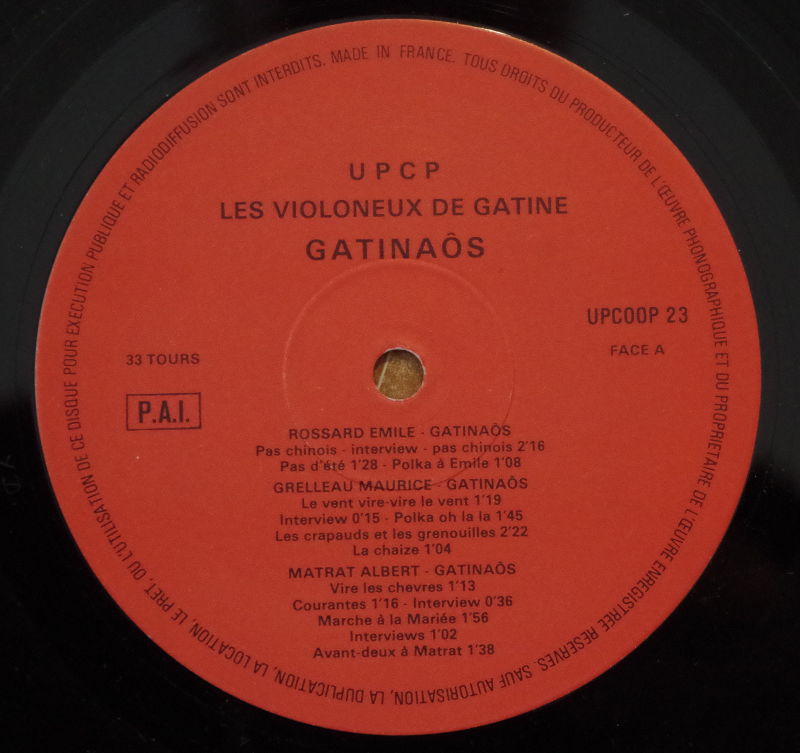 UPCP
LES VIOLONEUX DE GATINE
GATINAÔS
UPCOOP 23
FACE A
33 TOURS
P.A.I.
ROSSARD EMILE - GATINAÔS
Pas chinois - interview - pas chinois 2'16
Pas d'été 1'28 - Polka à Emile 1'08
GRELLEAU MAURICE - GATINAÔS
Le vent vire-vire le vent 1'19
Interview 0'15 - Polka oh la la 1'45
Les crapauds et les grenouilles 2'22
La chaize 1'04
MATRAT ALBERT - GATINAÔS
Vire les chevres 1'13
Courantes 1'16 - Interview 0'36
Marche à la Mariée 1'56
Interviews 1'02
Avant-deux à Matrat 1'38
MADE IN FRANCE. TOUS DROITS DU PRODUCTEUR DE L'ŒUVRE PHONOGRAPHIQUE ET DU PROPRIETAIRE DE L'ŒUVRE ENREGISTREE RESERVES. SAUF AUTORISATION, LA DUPLICATION, LA LOCATION, LE PRET, OU L'UTILISATION DE CE DISQUE POUR EXECUTION PUBLIQUE ET RADIODIFFUSION SONT INTERDITS.